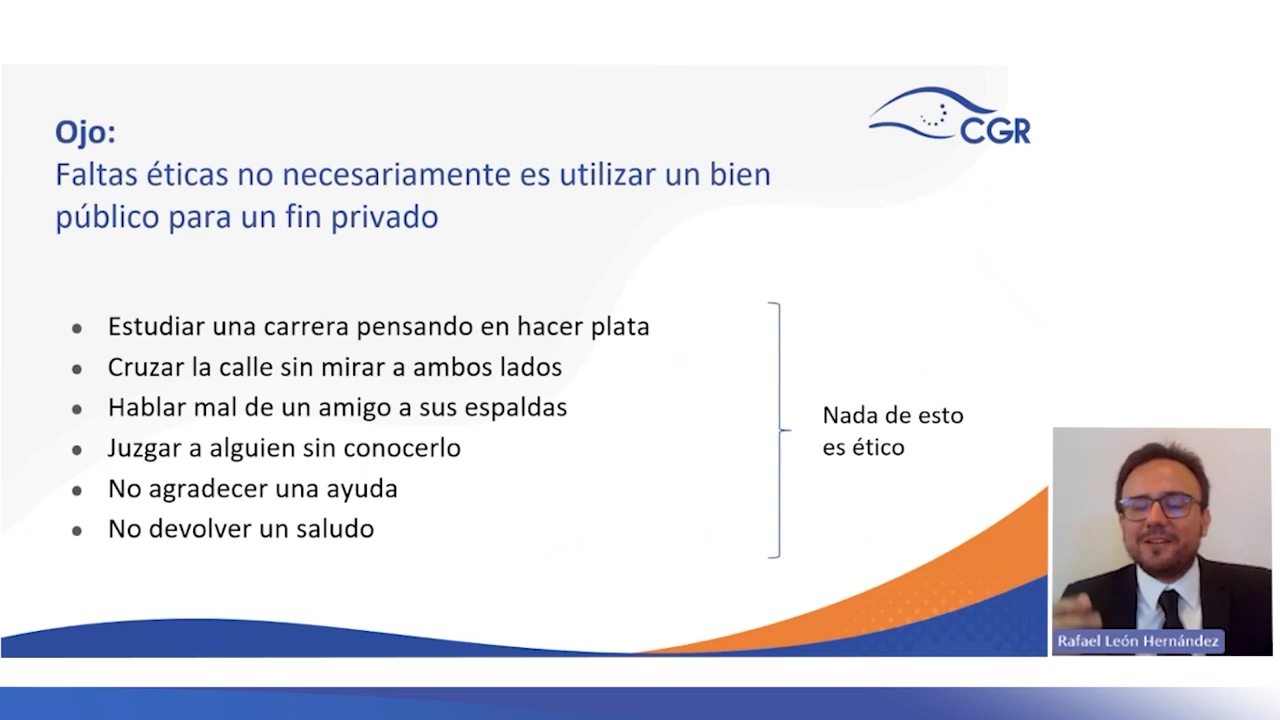 Ojo:
Faltas éticas no necesariamente es utilizar un bien
público para un fin privado
CGR
• Estudiar una carrera pensando en hacer plata
• Cruzar la calle sin mirar a ambos lados
• Hablar mal de un amigo a sus espaldas
• Juzgar a alguien sin conocerlo
• No agradecer una ayuda
• No devolver un saludo
Nada de esto
es ético
Rafael León Hernández